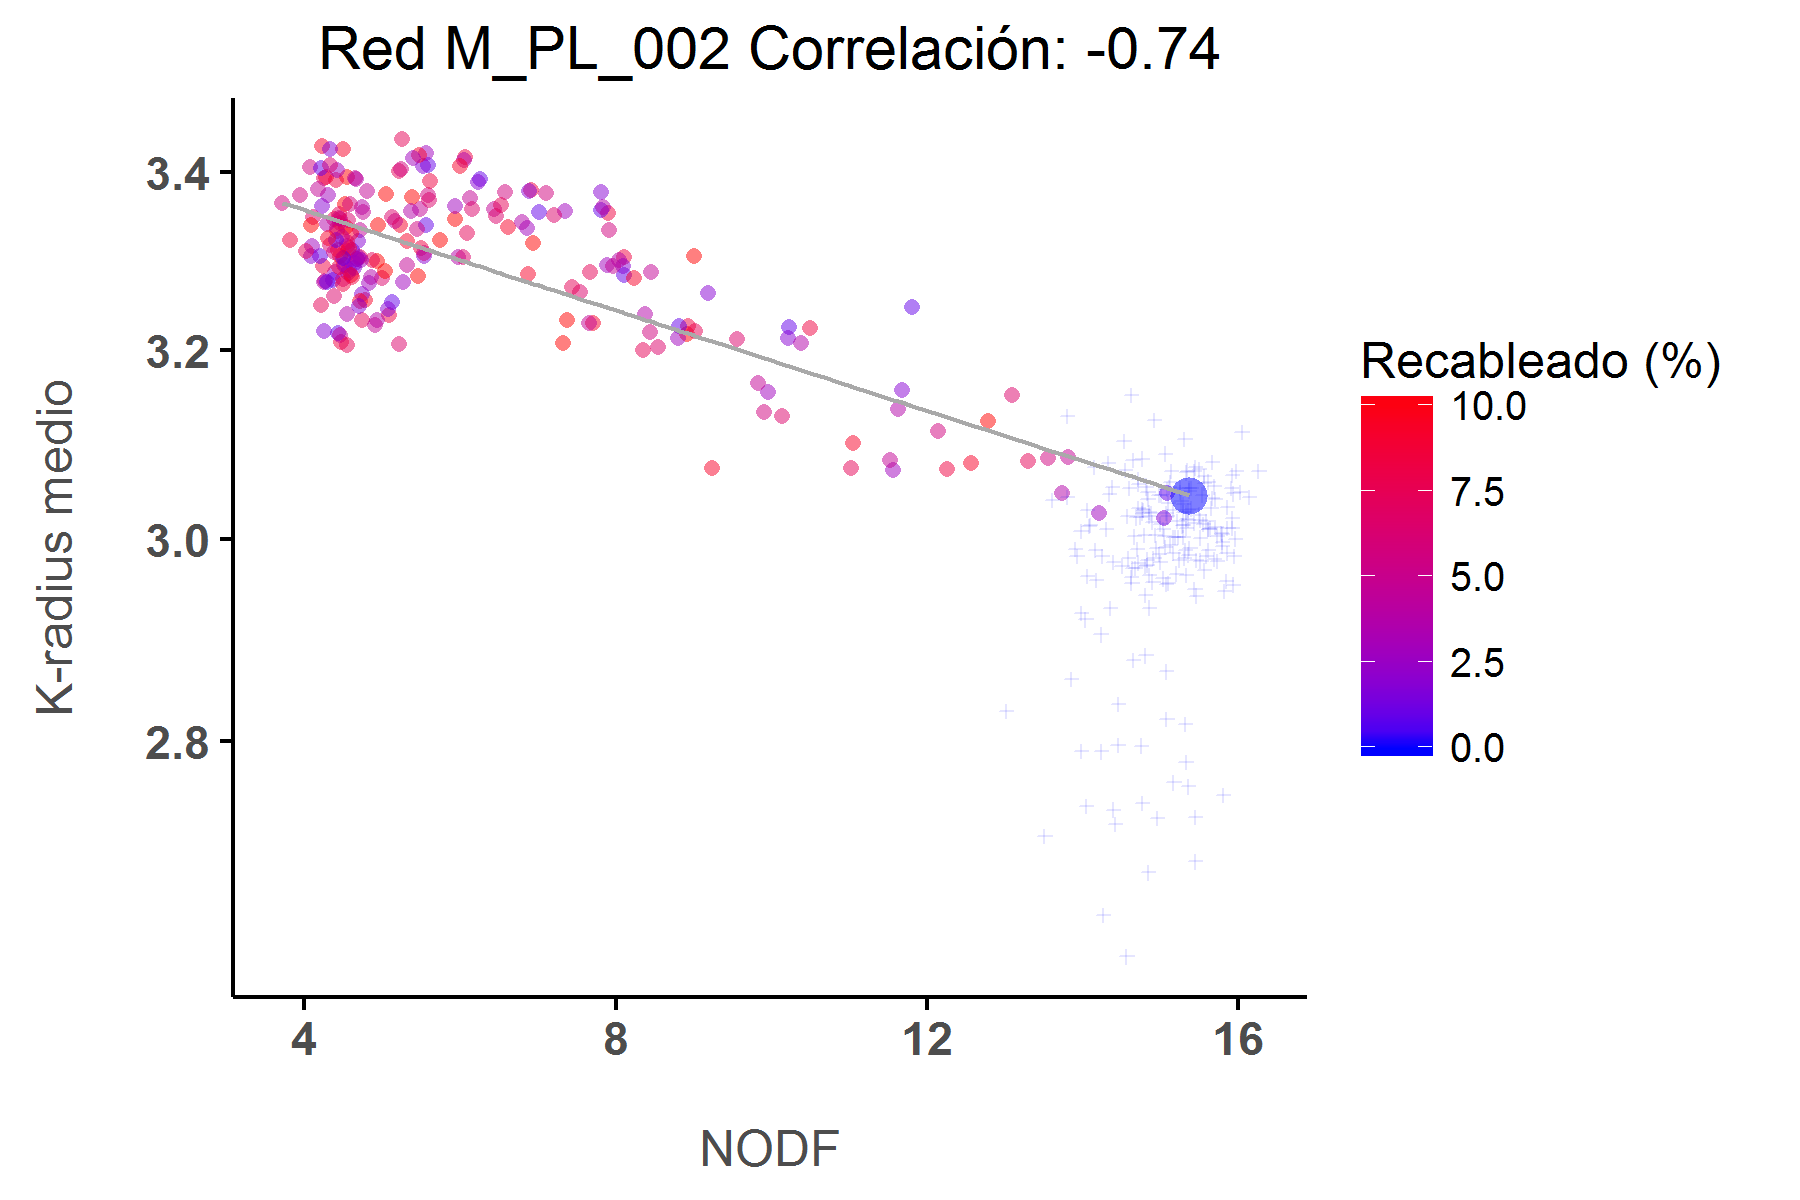 Red M_PL_002 Correlación: -0.74
3.4
3.2
3.0
2.8
K-radius medio
4 8 12 16
NODF
Recableado (%)
10.0
7.5
5.0
2.5
0.0